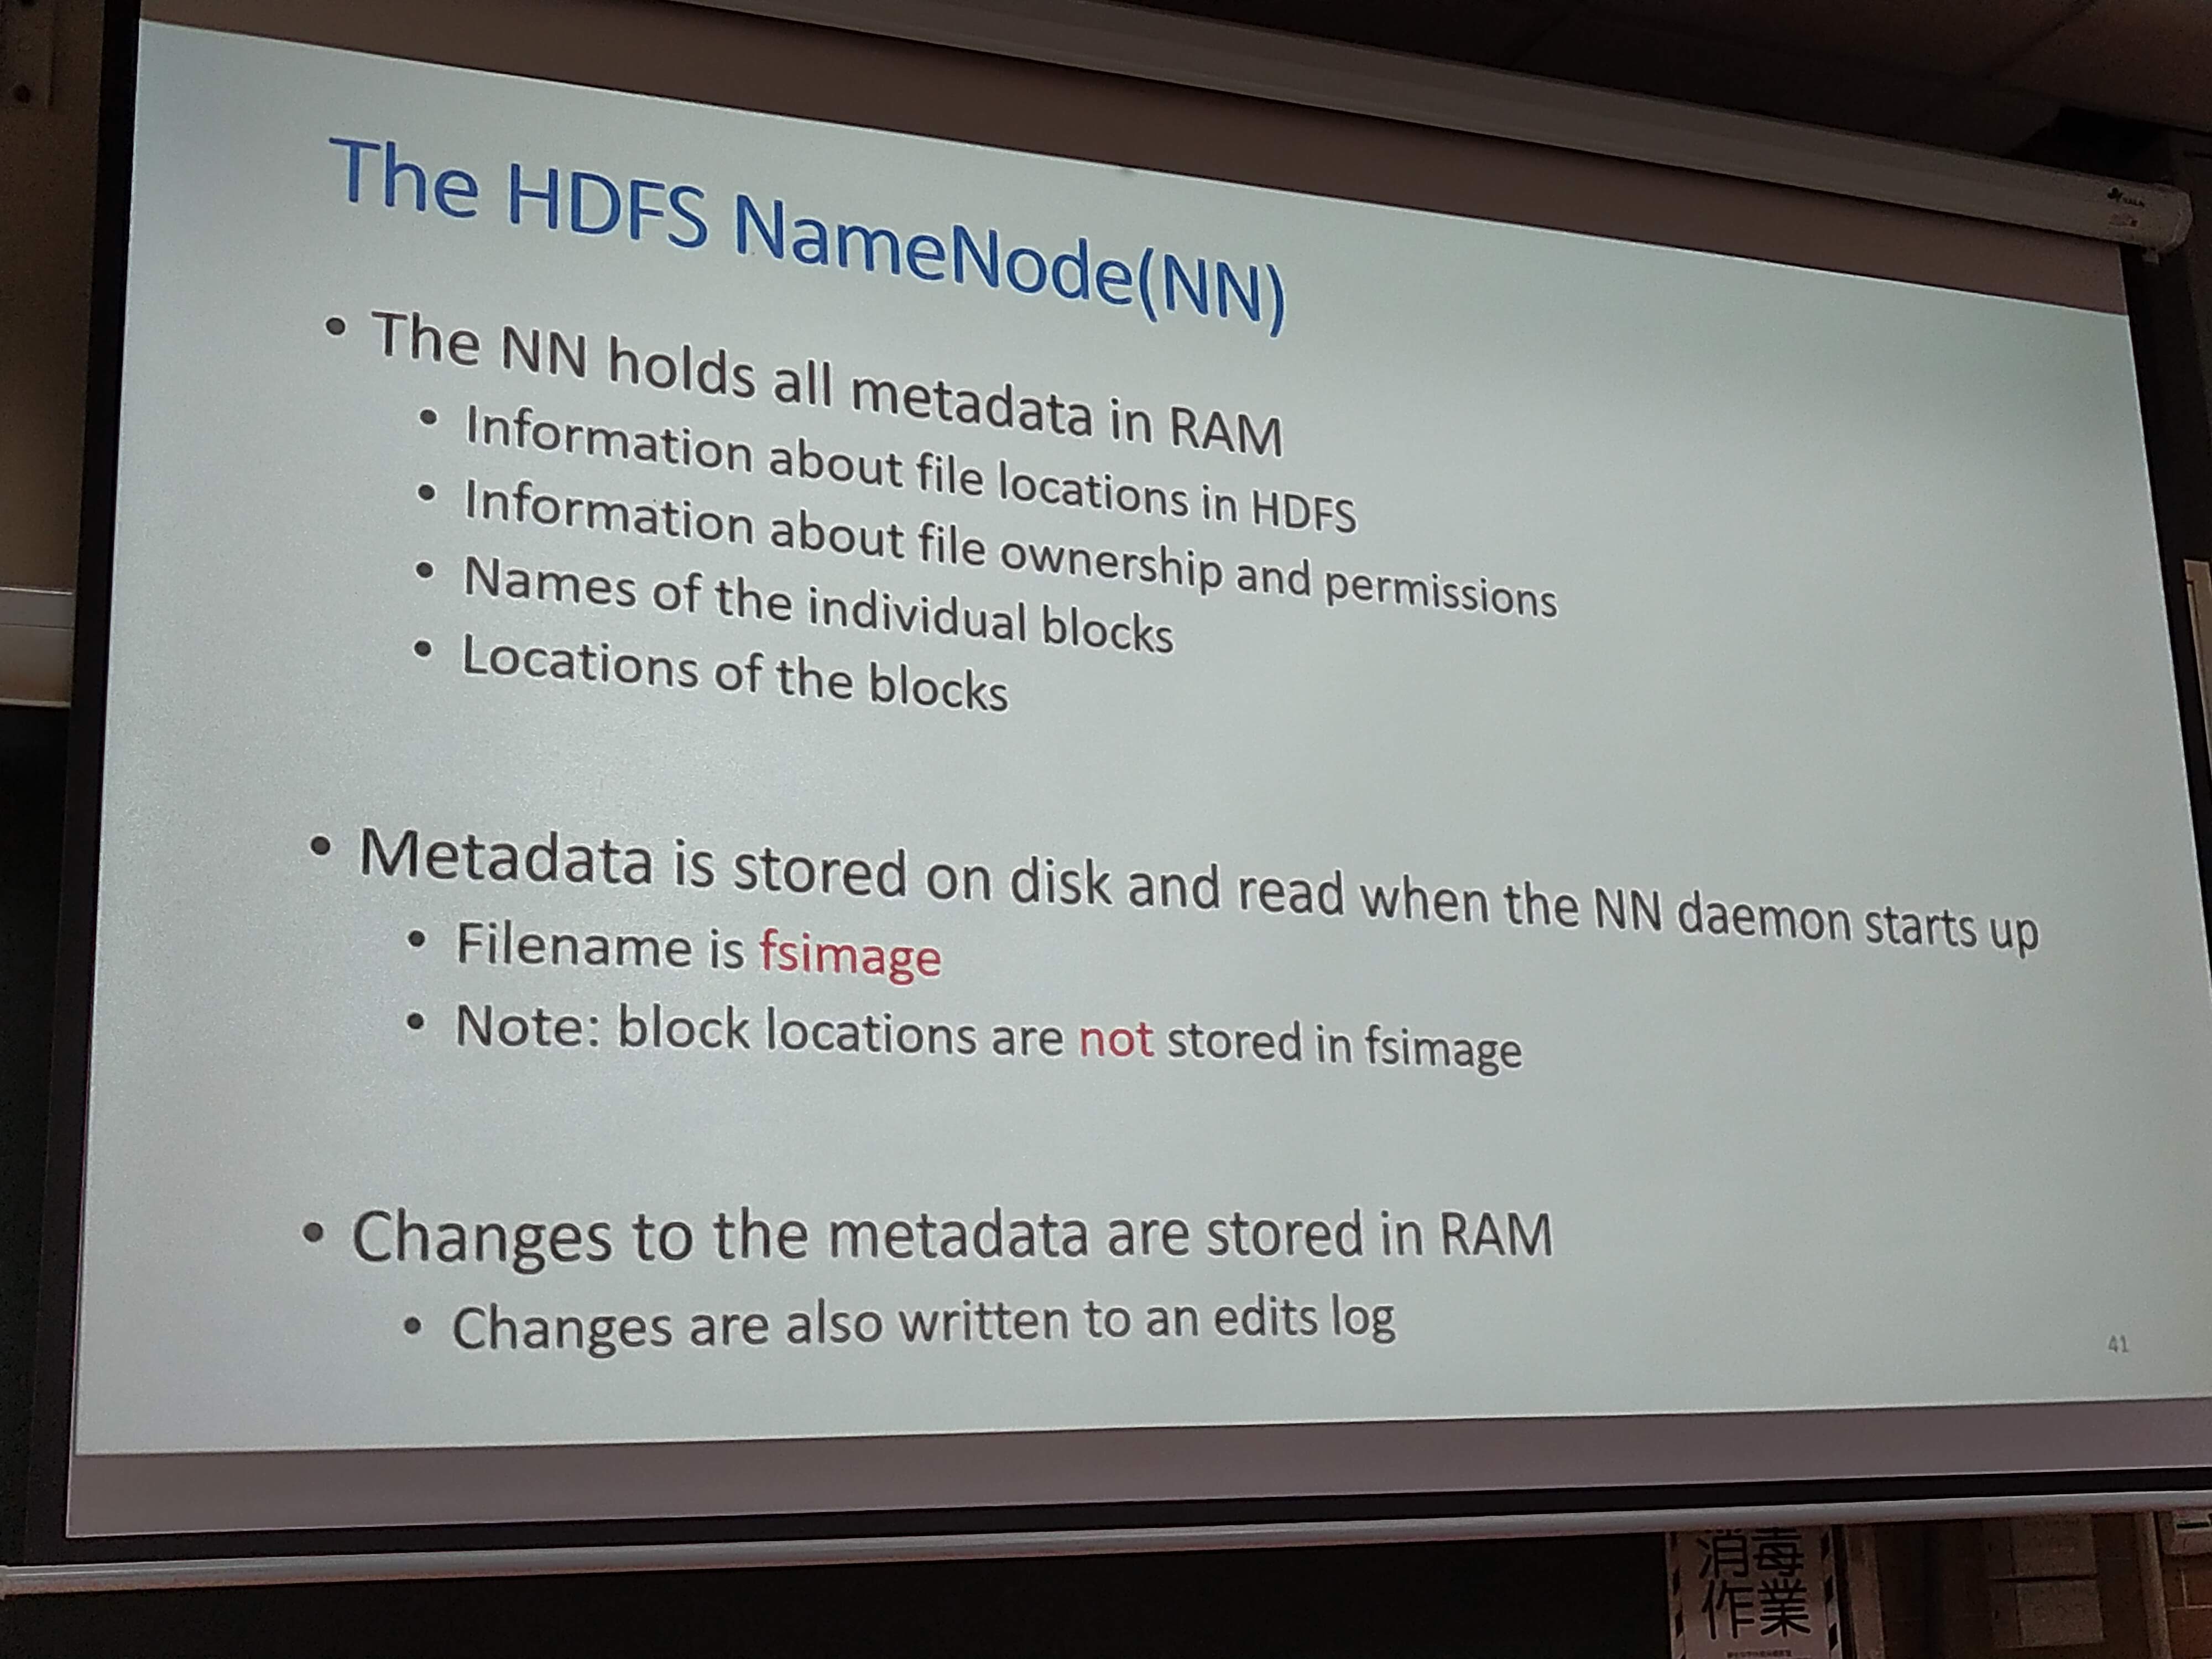 The HDFS NameNode(NN)
• The NN holds all metadata in RAM
• Information about file locations in HDFS
• Information about file ownership and permissions
• Names of the individual blocks
• Locations of the blocks
• Metadata is stored on disk and read when the NN daemon starts up
• Filename is fsimage
• Note: block locations are not stored in fsimage
• Changes to the metadata are stored in RAM
• Changes are also written to an edits log
41
消毒
作業